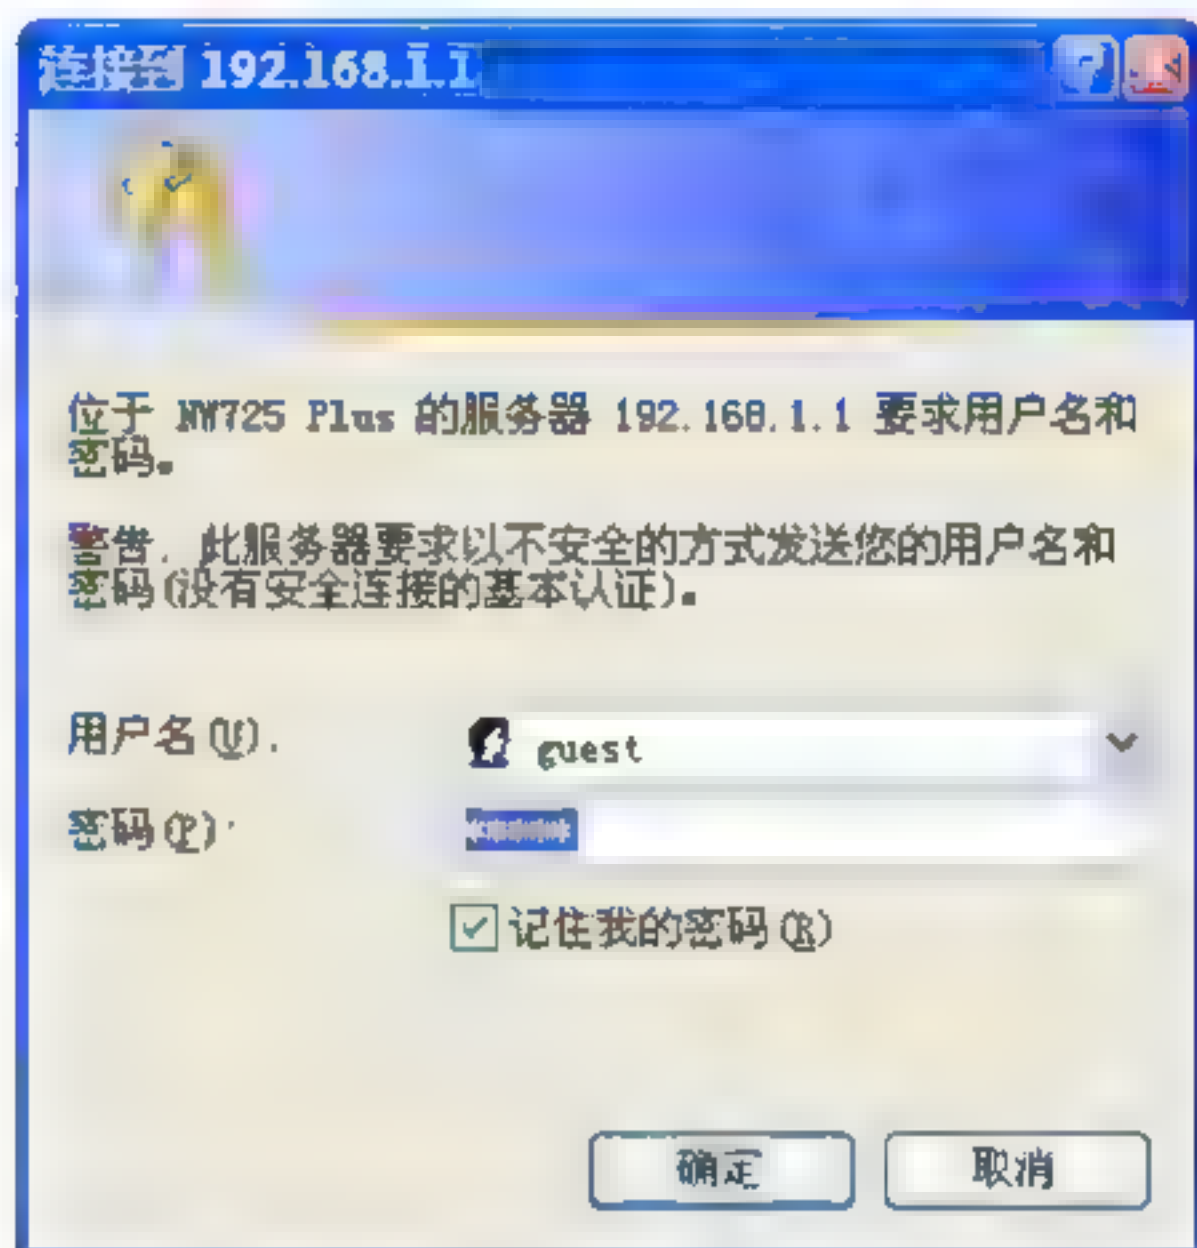 连接到 192.168.1.1
位于 NW725 Plus 的服务器 192.168.1.1 要求用户名和
密码。
警告: 此服务器要求以不安全的方式发送您的用户名和
密码(没有安全连接的基本认证)。
用户名(U):
guest
密码(P):
记住我的密码(R)
确定
取消